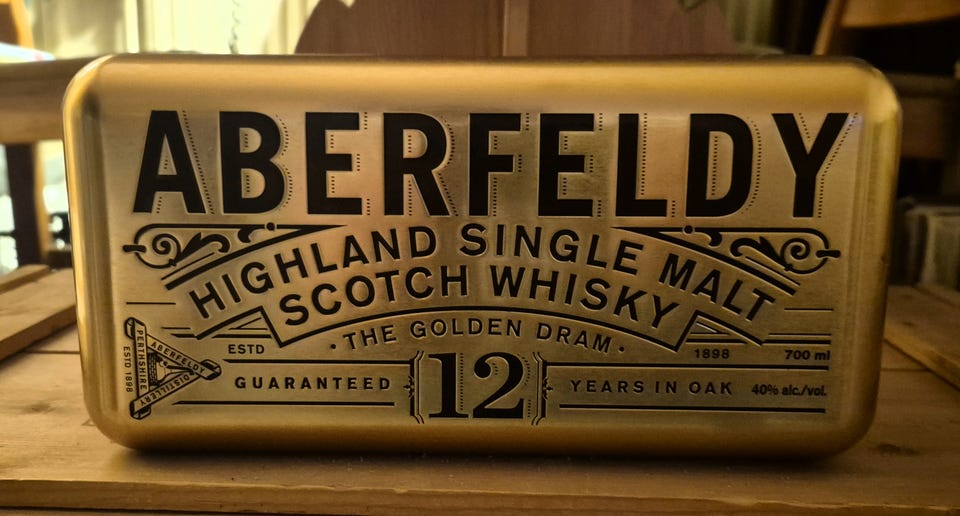 ABERFELDY
HIGHLAND SINGLE MALT
SCOTCH WHISKY
·THE GOLDEN DRAM·
ESTD 1898 700 ml
GUARANTEED 12 YEARS IN OAK 40% alc./vol.
ABERFELDY
DISTILLERY
PERTHSHIRE
ESTD 1898